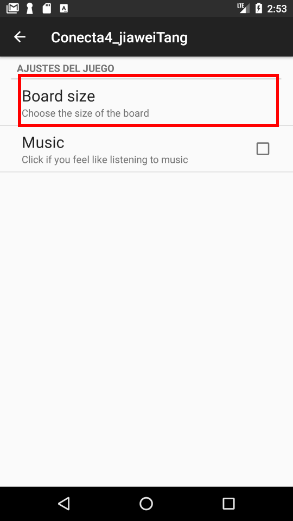 2:53
Conecta4_jiaweiTang
AJUSTES DEL JUEGO
Board size
Choose the size of the board
Music
Click if you feel like listening to music